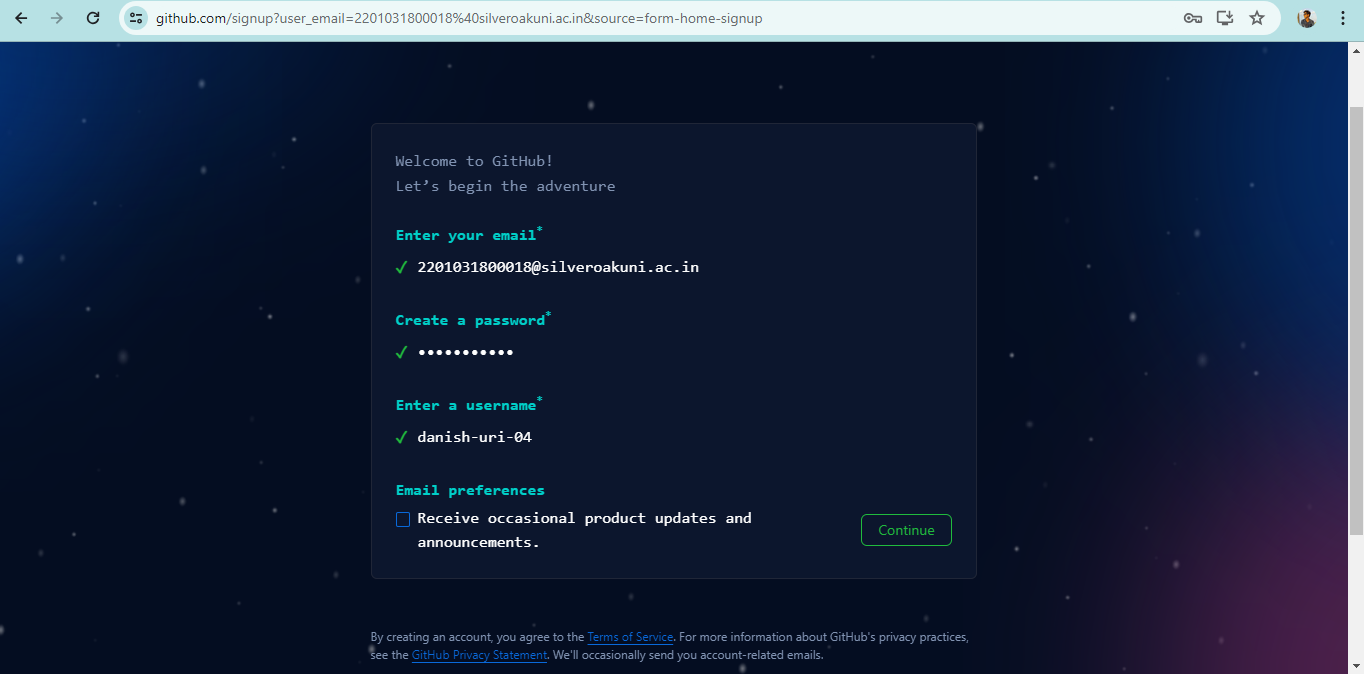 github.com/signup?user_email=2201031800018%40silveroakuni.ac.in&source=form-home-signup
Welcome to GitHub!
Let’s begin the adventure
Enter your email*
✓ 2201031800018@silveroakuni.ac.in
Create a password*
✓ •••••••••••
Enter a username*
✓ danish-uri-04
Email preferences
Receive occasional product updates and
announcements.
Continue
By creating an account, you agree to the Terms of Service. For more information about GitHub's privacy practices,
see the GitHub Privacy Statement. We'll occasionally send you account-related emails.